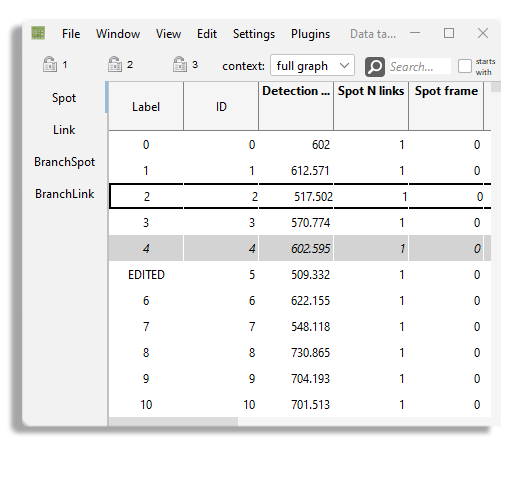 File Window View Edit Settings Plugins Data ta...
1 2 3 context: full graph Search... starts with
Spot
Link
BranchSpot
BranchLink
Label ID Detection ... Spot N links Spot frame
0 0 602 1 0
1 1 612.571 1 0
2 2 517.502 1 0
3 3 570.774 1 0
4 4 602.595 1 0
EDITED 5 509.332 1 0
6 6 622.155 1 0
7 7 548.118 1 0
8 8 730.865 1 0
9 9 704.193 1 0
10 10 701.513 1 0